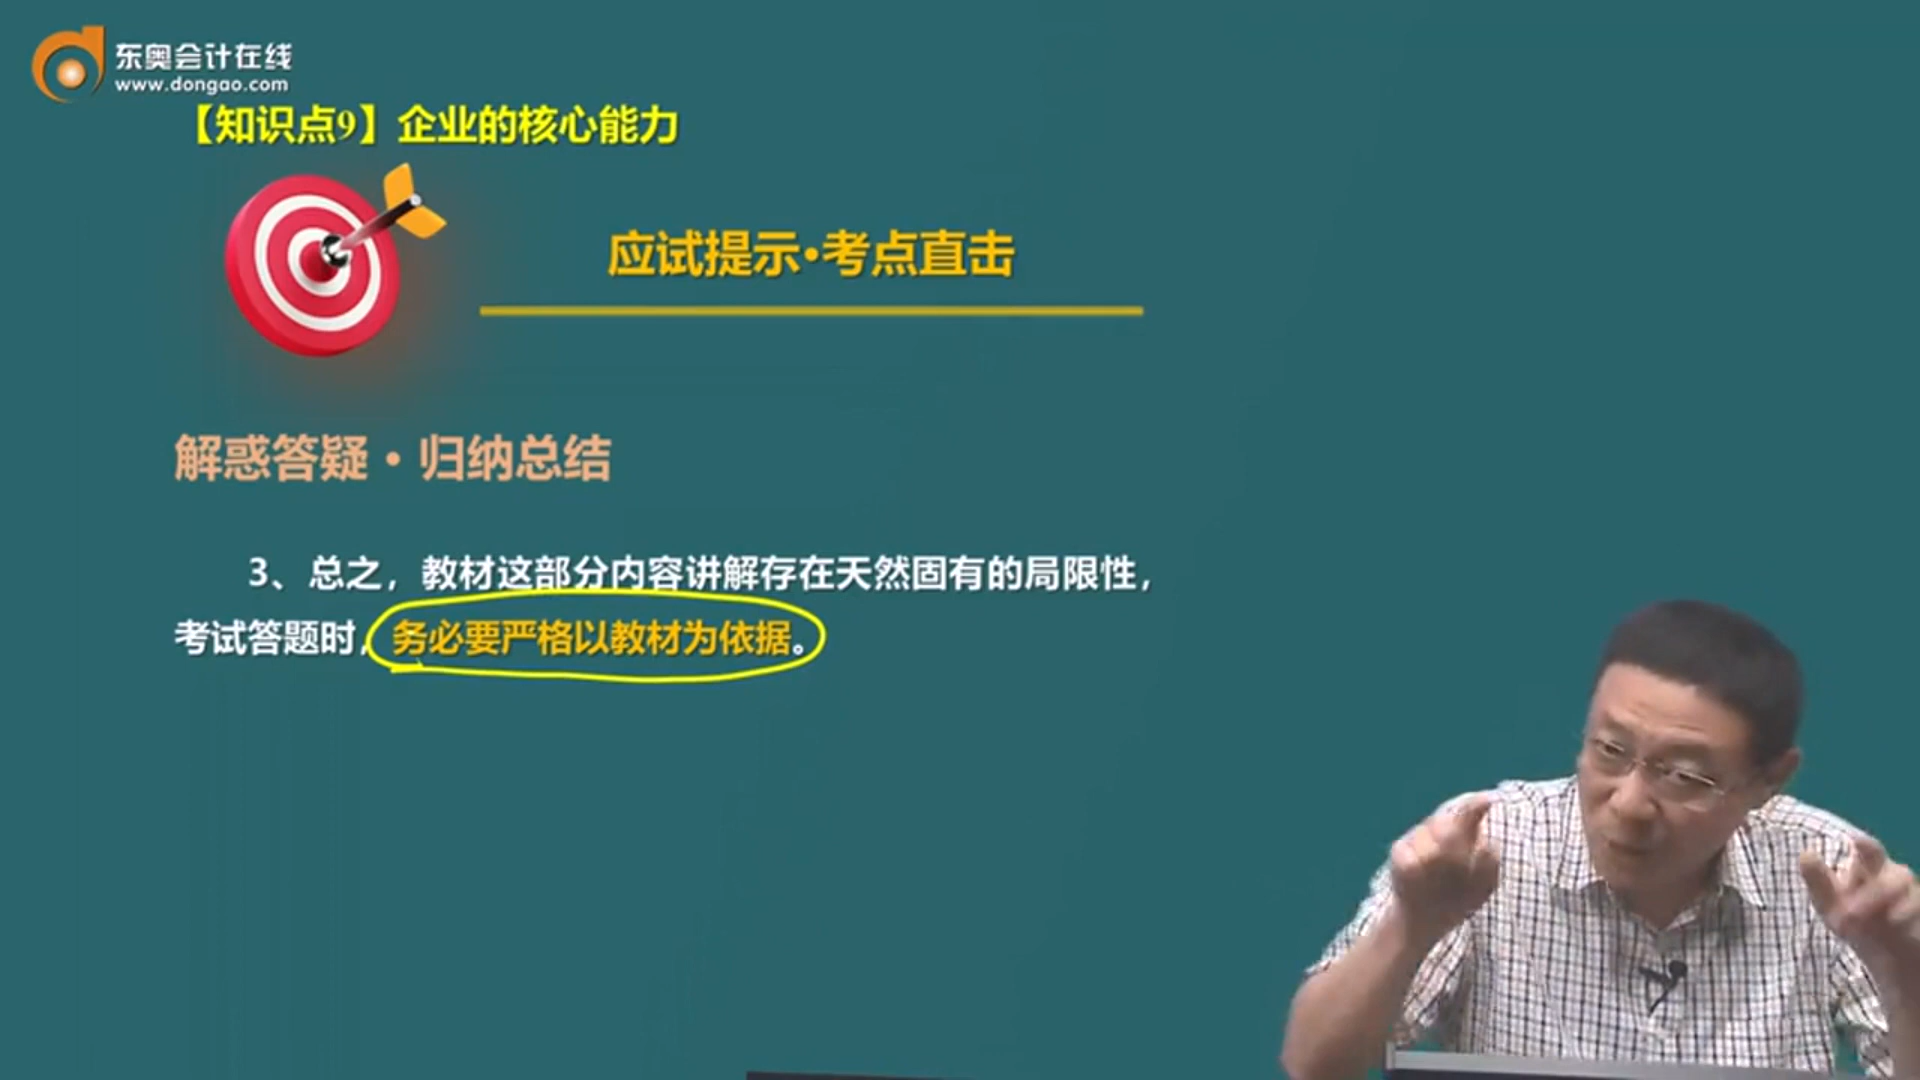 东奥会计在线
www.dongao.com
【知识点9】企业的核心能力
应试提示•考点直击
解惑答疑•归纳总结
3、总之，教材这部分内容讲解存在天然固有的局限性，
考试答题时，务必要严格以教材为依据。